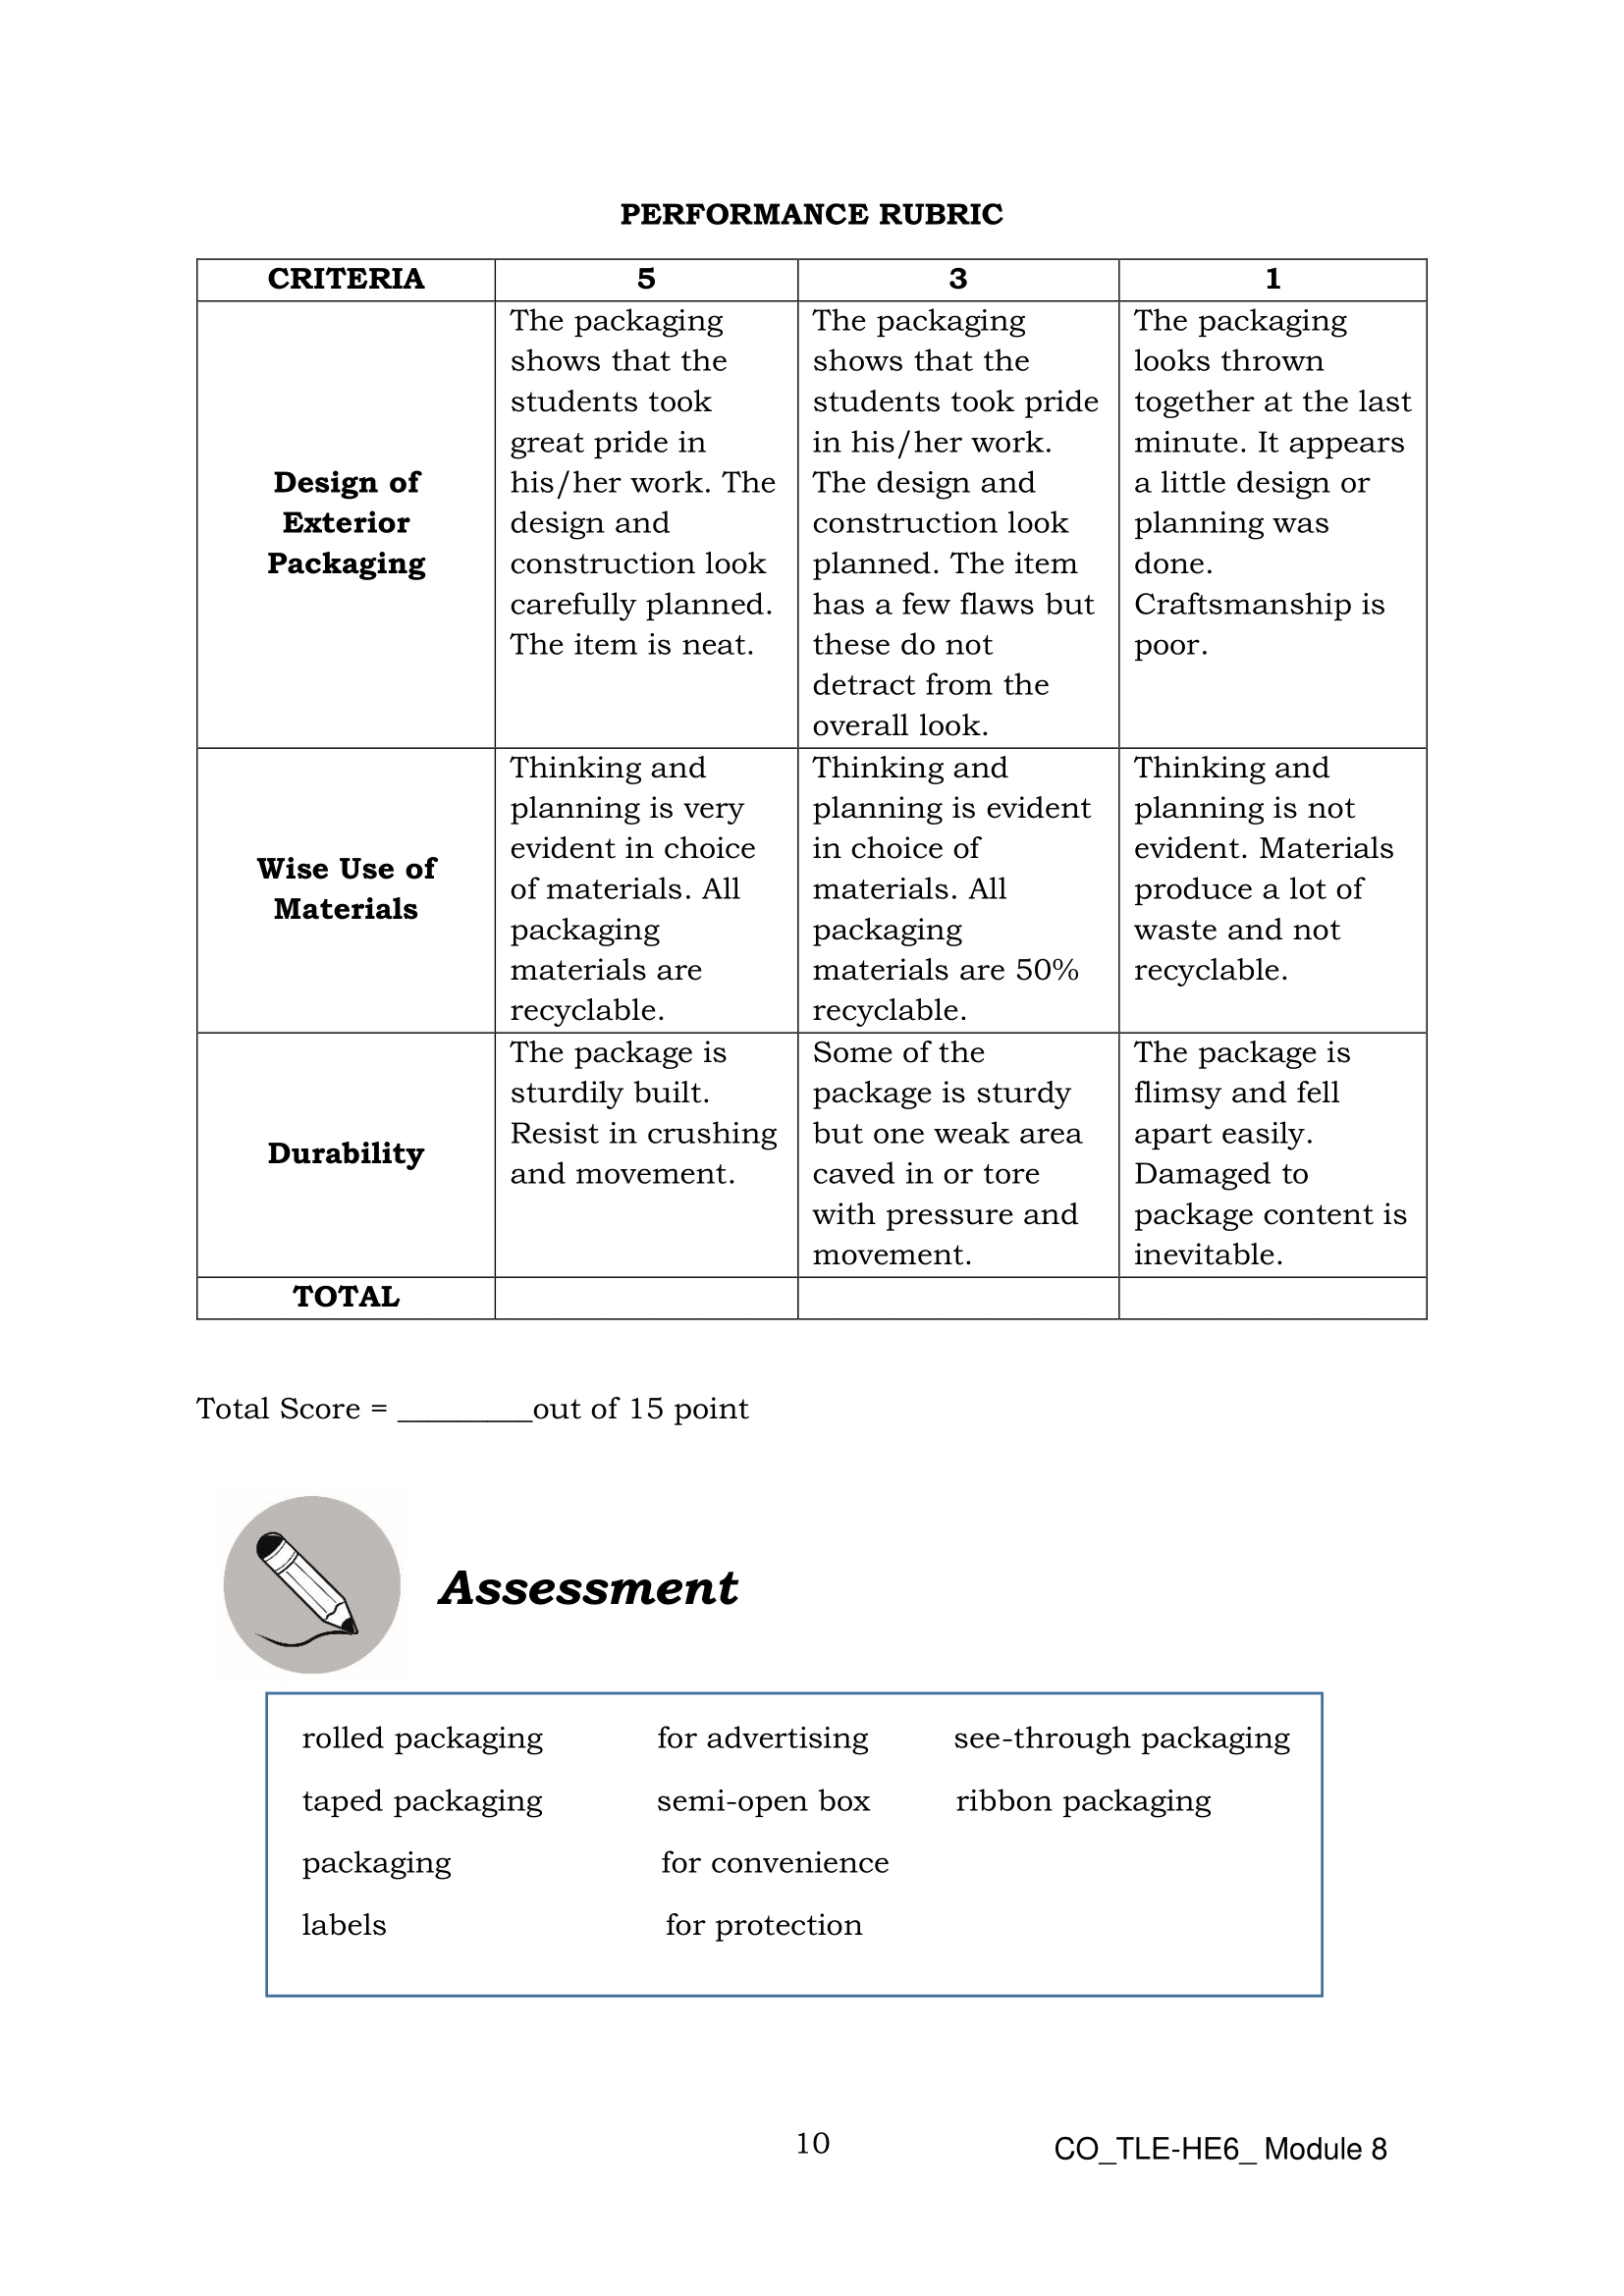 PERFORMANCE RUBRIC
CRITERIA 5 3 1
Design of
Exterior
Packaging
The packaging
shows that the
students took
great pride in
his/her work. The
design and
construction look
carefully planned.
The item is neat.
The packaging
shows that the
students took pride
in his/her work.
The design and
construction look
planned. The item
has a few flaws but
these do not
detract from the
overall look.
The packaging
looks thrown
together at the last
minute. It appears
a little design or
planning was
done.
Craftsmanship is
poor.
Wise Use of
Materials
Thinking and
planning is very
evident in choice
of materials. All
packaging
materials are
recyclable.
Thinking and
planning is evident
in choice of
materials. All
packaging
materials are 50%
recyclable.
Thinking and
planning is not
evident. Materials
produce a lot of
waste and not
recyclable.
Durability
The package is
sturdily built.
Resist in crushing
and movement.
Some of the
package is sturdy
but one weak area
caved in or tore
with pressure and
movement.
The package is
flimsy and fell
apart easily.
Damaged to
package content is
inevitable.
TOTAL
Total Score = _________out of 15 point
Assessment
rolled packaging for advertising see-through packaging
taped packaging semi-open box ribbon packaging
packaging for convenience
labels for protection
10
CO_TLE-HE6_ Module 8